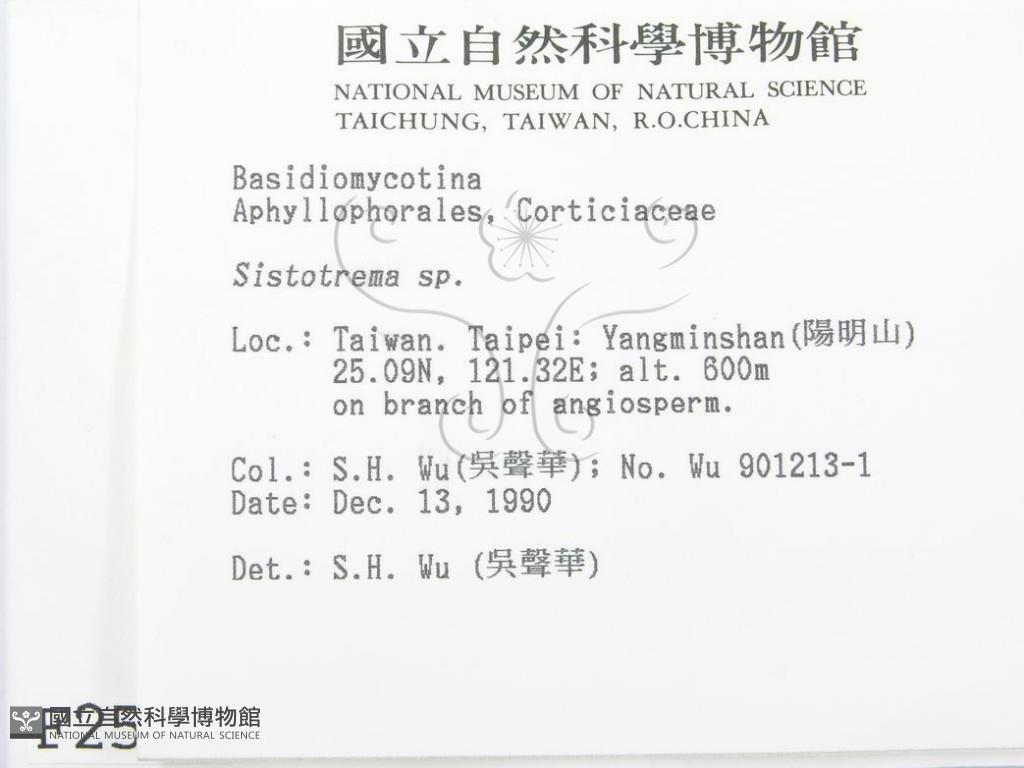 國立自然科學博物館
NATIONAL MUSEUM OF NATURAL SCIENCE
TAICHUNG, TAIWAN, R.O.CHINA
Basidiomycotina
Aphyllophorales, Corticiaceae
Sistotrema sp.
Loc.: Taiwan. Taipei: Yangminshan(陽明山)
25.09N, 121.32E; alt. 600m
on branch of angiosperm.
Col.: S.H. Wu(吳聲華); No. Wu 901213-1
Date: Dec. 13, 1990
Det.: S.H. Wu (吳聲華)
F25
國立自然科學博物館
NATIONAL MUSEUM OF NATURAL SCIENCE